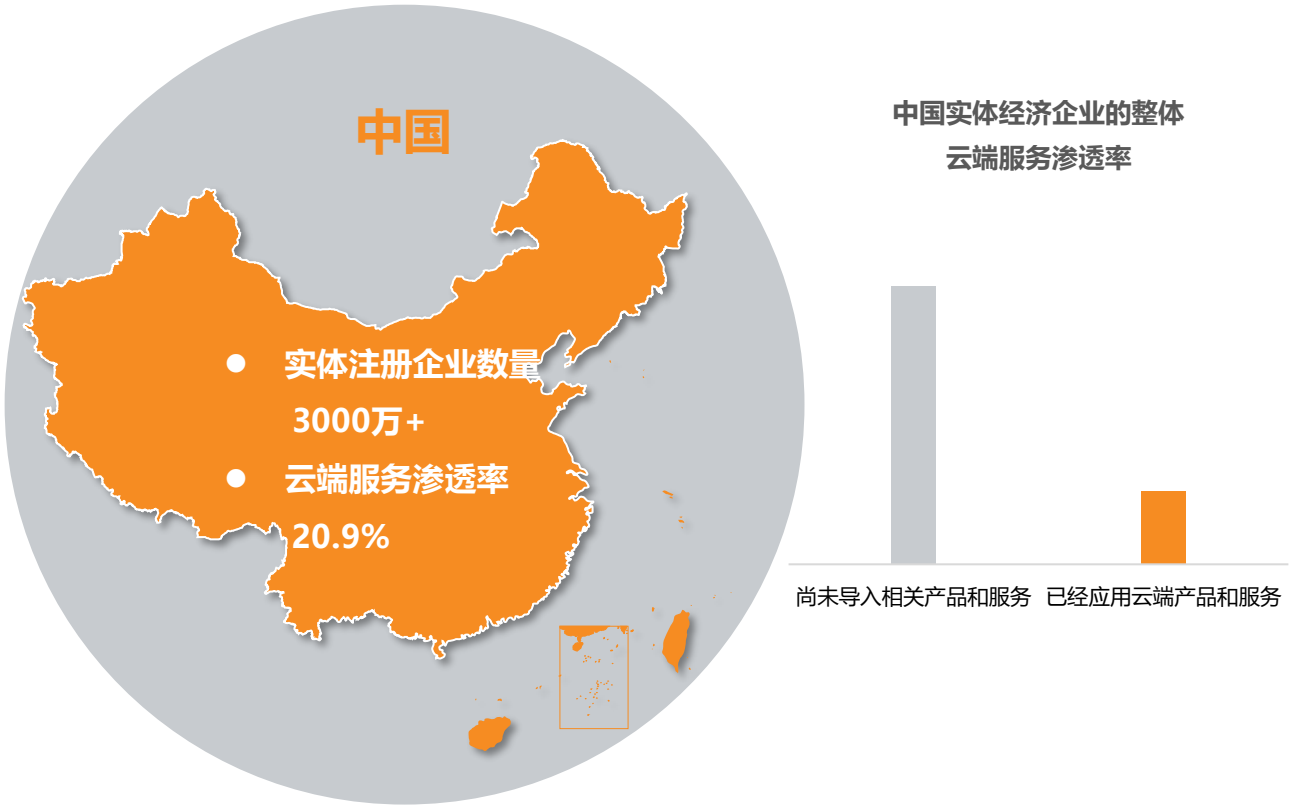 中国
● 实体注册企业数量
3000万+
● 云端服务渗透率
20.9%
中国实体经济企业的整体
云端服务渗透率
尚未导入相关产品和服务
已经应用云端产品和服务